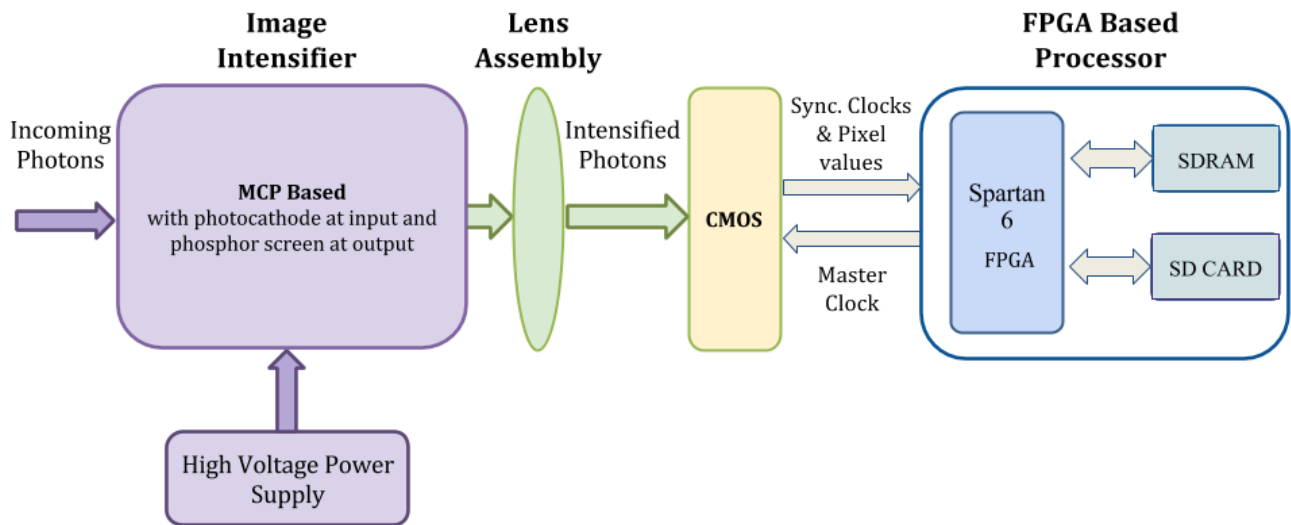 Image
Intensifier
Lens
Assembly
FPGA Based
Processor
Incoming
Photons
MCP Based
with photocathode at input and
phosphor screen at output
Intensified
Photons
CMOS
Sync. Clocks
& Pixel
values
Master
Clock
Spartan
6
FPGA
SDRAM
SD CARD
High Voltage Power
Supply